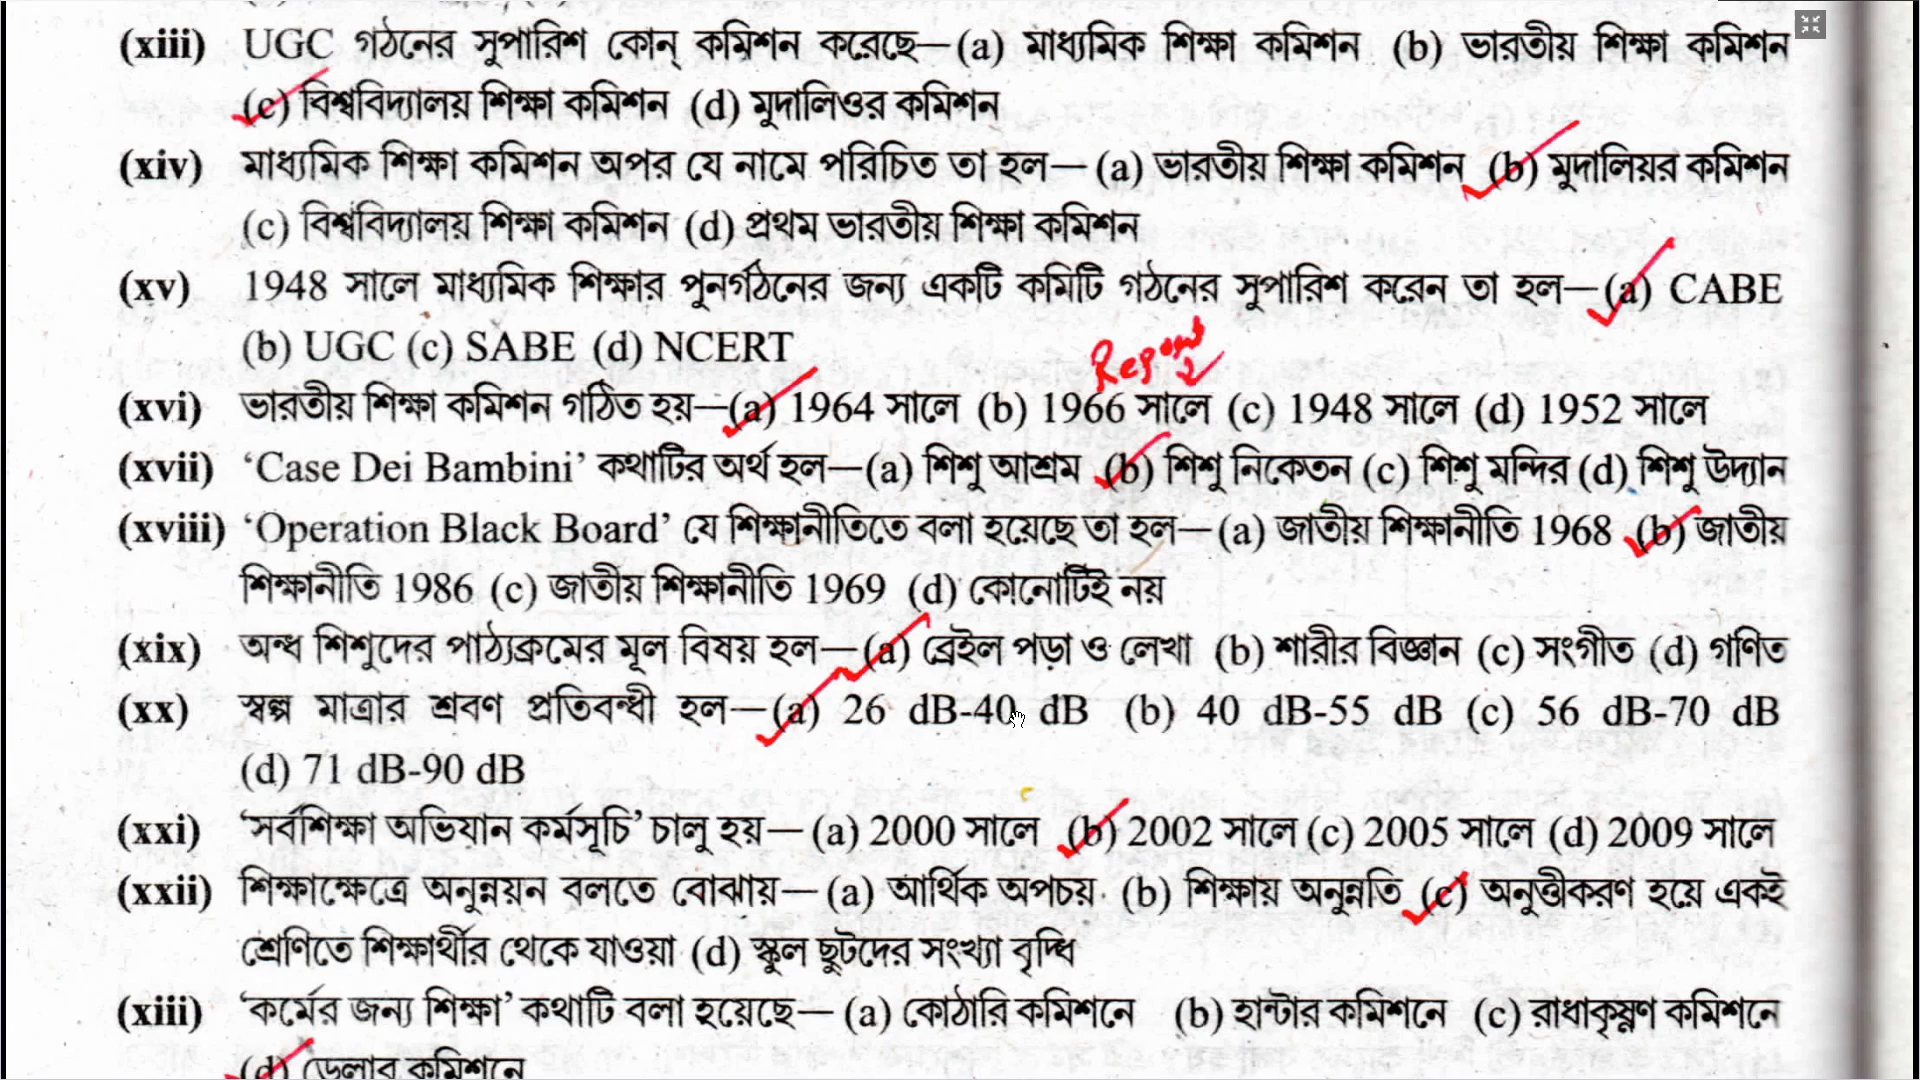 (xiii) UGC গঠনের সুপারিশ কোন্ কমিশন করেছে—(a) মাধ্যমিক শিক্ষা কমিশন (b) ভারতীয় শিক্ষা কমিশন
(c) বিশ্ববিদ্যালয় শিক্ষা কমিশন (d) মুদালিওর কমিশন
(xiv) মাধ্যমিক শিক্ষা কমিশন অপর যে নামে পরিচিত তা হল— (a) ভারতীয় শিক্ষা কমিশন (b) মুদালিয়র কমিশন
(c) বিশ্ববিদ্যালয় শিক্ষা কমিশন (d) প্রথম ভারতীয় শিক্ষা কমিশন
(xv) 1948 সালে মাধ্যমিক শিক্ষার পুনর্গঠনের জন্য একটি কমিটি গঠনের সুপারিশ করেন তা হল—(a) CABE
(b) UGC (c) SABE (d) NCERT
(xvi) ভারতীয় শিক্ষা কমিশন গঠিত হয়—(a) 1964 সালে (b) 1966 সালে (c) 1948 সালে (d) 1952 সালে
(xvii) ‘Case Dei Bambini’ কথাটির অর্থ হল—(a) শিশু আশ্রম (b) শিশু নিকেতন (c) শিশু মন্দির (d) শিশু উদ্যান
(xviii) ‘Operation Black Board’ যে শিক্ষানীতিতে বলা হয়েছে তা হল—(a) জাতীয় শিক্ষানীতি 1968 (b) জাতীয়
শিক্ষানীতি 1986 (c) জাতীয় শিক্ষানীতি 1969 (d) কোনোটিই নয়
(xix) অন্ধ শিশুদের পাঠ্যক্রমের মূল বিষয় হল—(a) ব্রেইল পড়া ও লেখা (b) শারীর বিজ্ঞান (c) সংগীত (d) গণিত
(xx) স্বল্প মাত্রার শ্রবণ প্রতিবন্ধী হল—(a) 26 dB-40 dB (b) 40 dB-55 dB (c) 56 dB-70 dB
(d) 71 dB-90 dB
(xxi) ‘সর্বশিক্ষা অভিযান কর্মসূচি’ চালু হয়— (a) 2000 সালে (b) 2002 সালে (c) 2005 সালে (d) 2009 সালে
(xxii) শিক্ষাক্ষেত্রে অনুন্নয়ন বলতে বোঝায়— (a) আর্থিক অপচয় (b) শিক্ষায় অনুন্নতি (c) অনুত্তীকরণ হয়ে একই
শ্রেণিতে শিক্ষার্থীর থেকে যাওয়া (d) স্কুল ছুটদের সংখ্যা বৃদ্ধি
(xiii) ‘কর্মের জন্য শিক্ষা’ কথাটি বলা হয়েছে— (a) কোঠারি কমিশনে (b) হান্টার কমিশনে (c) রাধাকৃষ্ণণ কমিশনে
(d) ডেলার কমিশনে